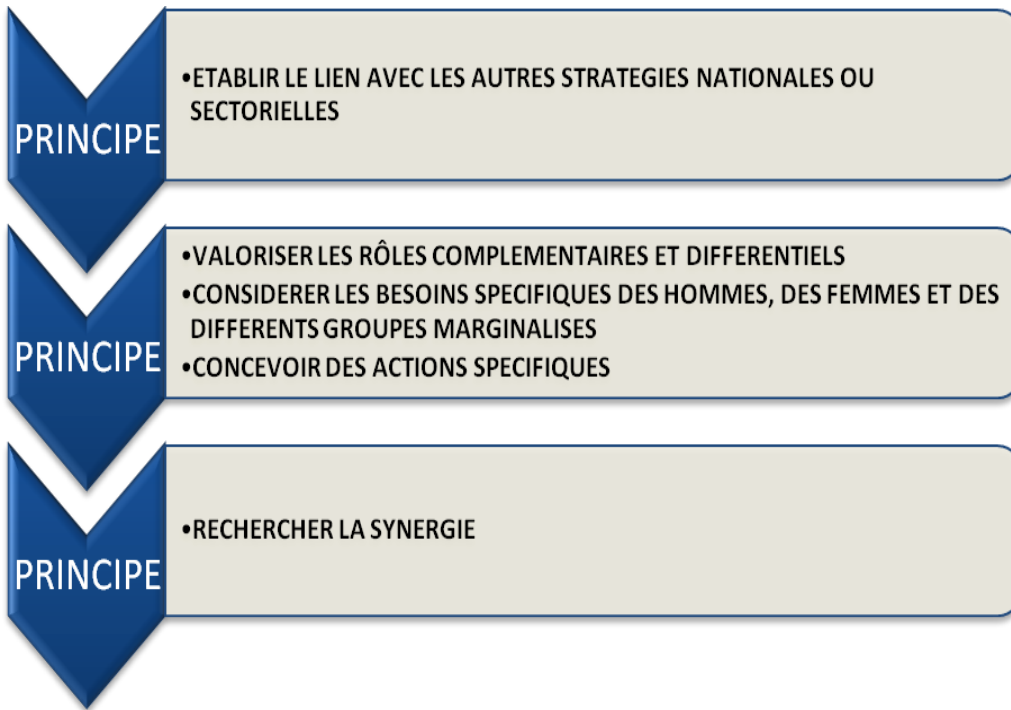 PRINCIPE
•ETABLIR LE LIEN AVEC LES AUTRES STRATEGIES NATIONALES OU
SECTORIELLES
PRINCIPE
•VALORISER LES RÔLES COMPLEMENTAIRES ET DIFFERENTIELS
•CONSIDERER LES BESOINS SPECIFIQUES DES HOMMES, DES FEMMES ET DES
DIFFERENTS GROUPES MARGINALISES
•CONCEVOIR DES ACTIONS SPECIFIQUES
PRINCIPE
•RECHERCHER LA SYNERGIE